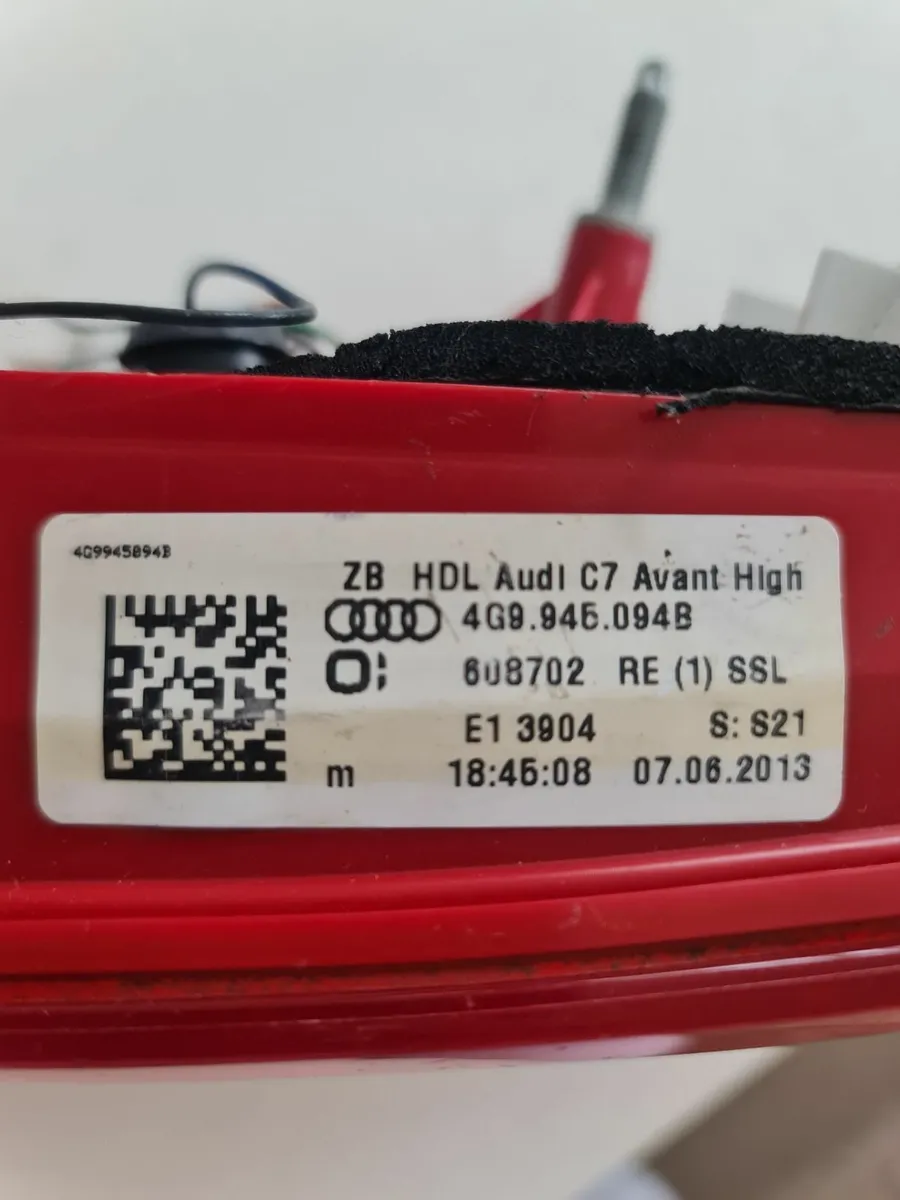 4G9945094B
ZB HDL Audi C7 Avant High
4G9.945.094B
608702 RE (1) SSL
E1 3904 S: S21
m 18:45:08 07.06.2013